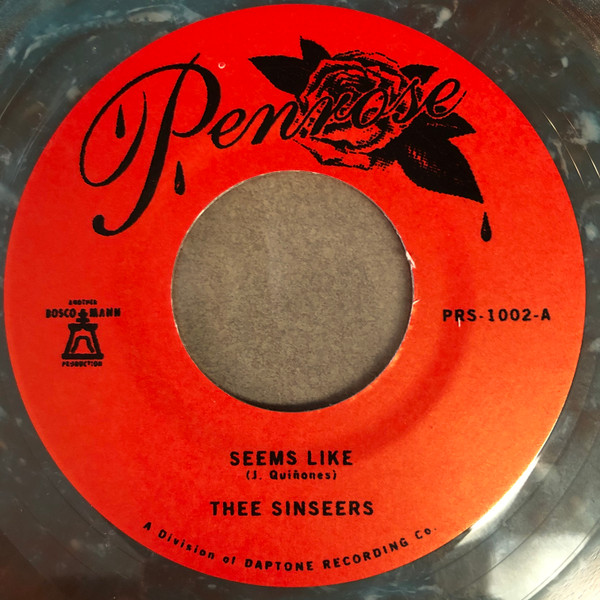 Penrose
ANOTHER
BOSCO MANN
PRODUCTION
PRS-1002-A
SEEMS LIKE
(J. Quiñones)
THEE SINSEERS
A Division of DAPTONE RECORDING Co.